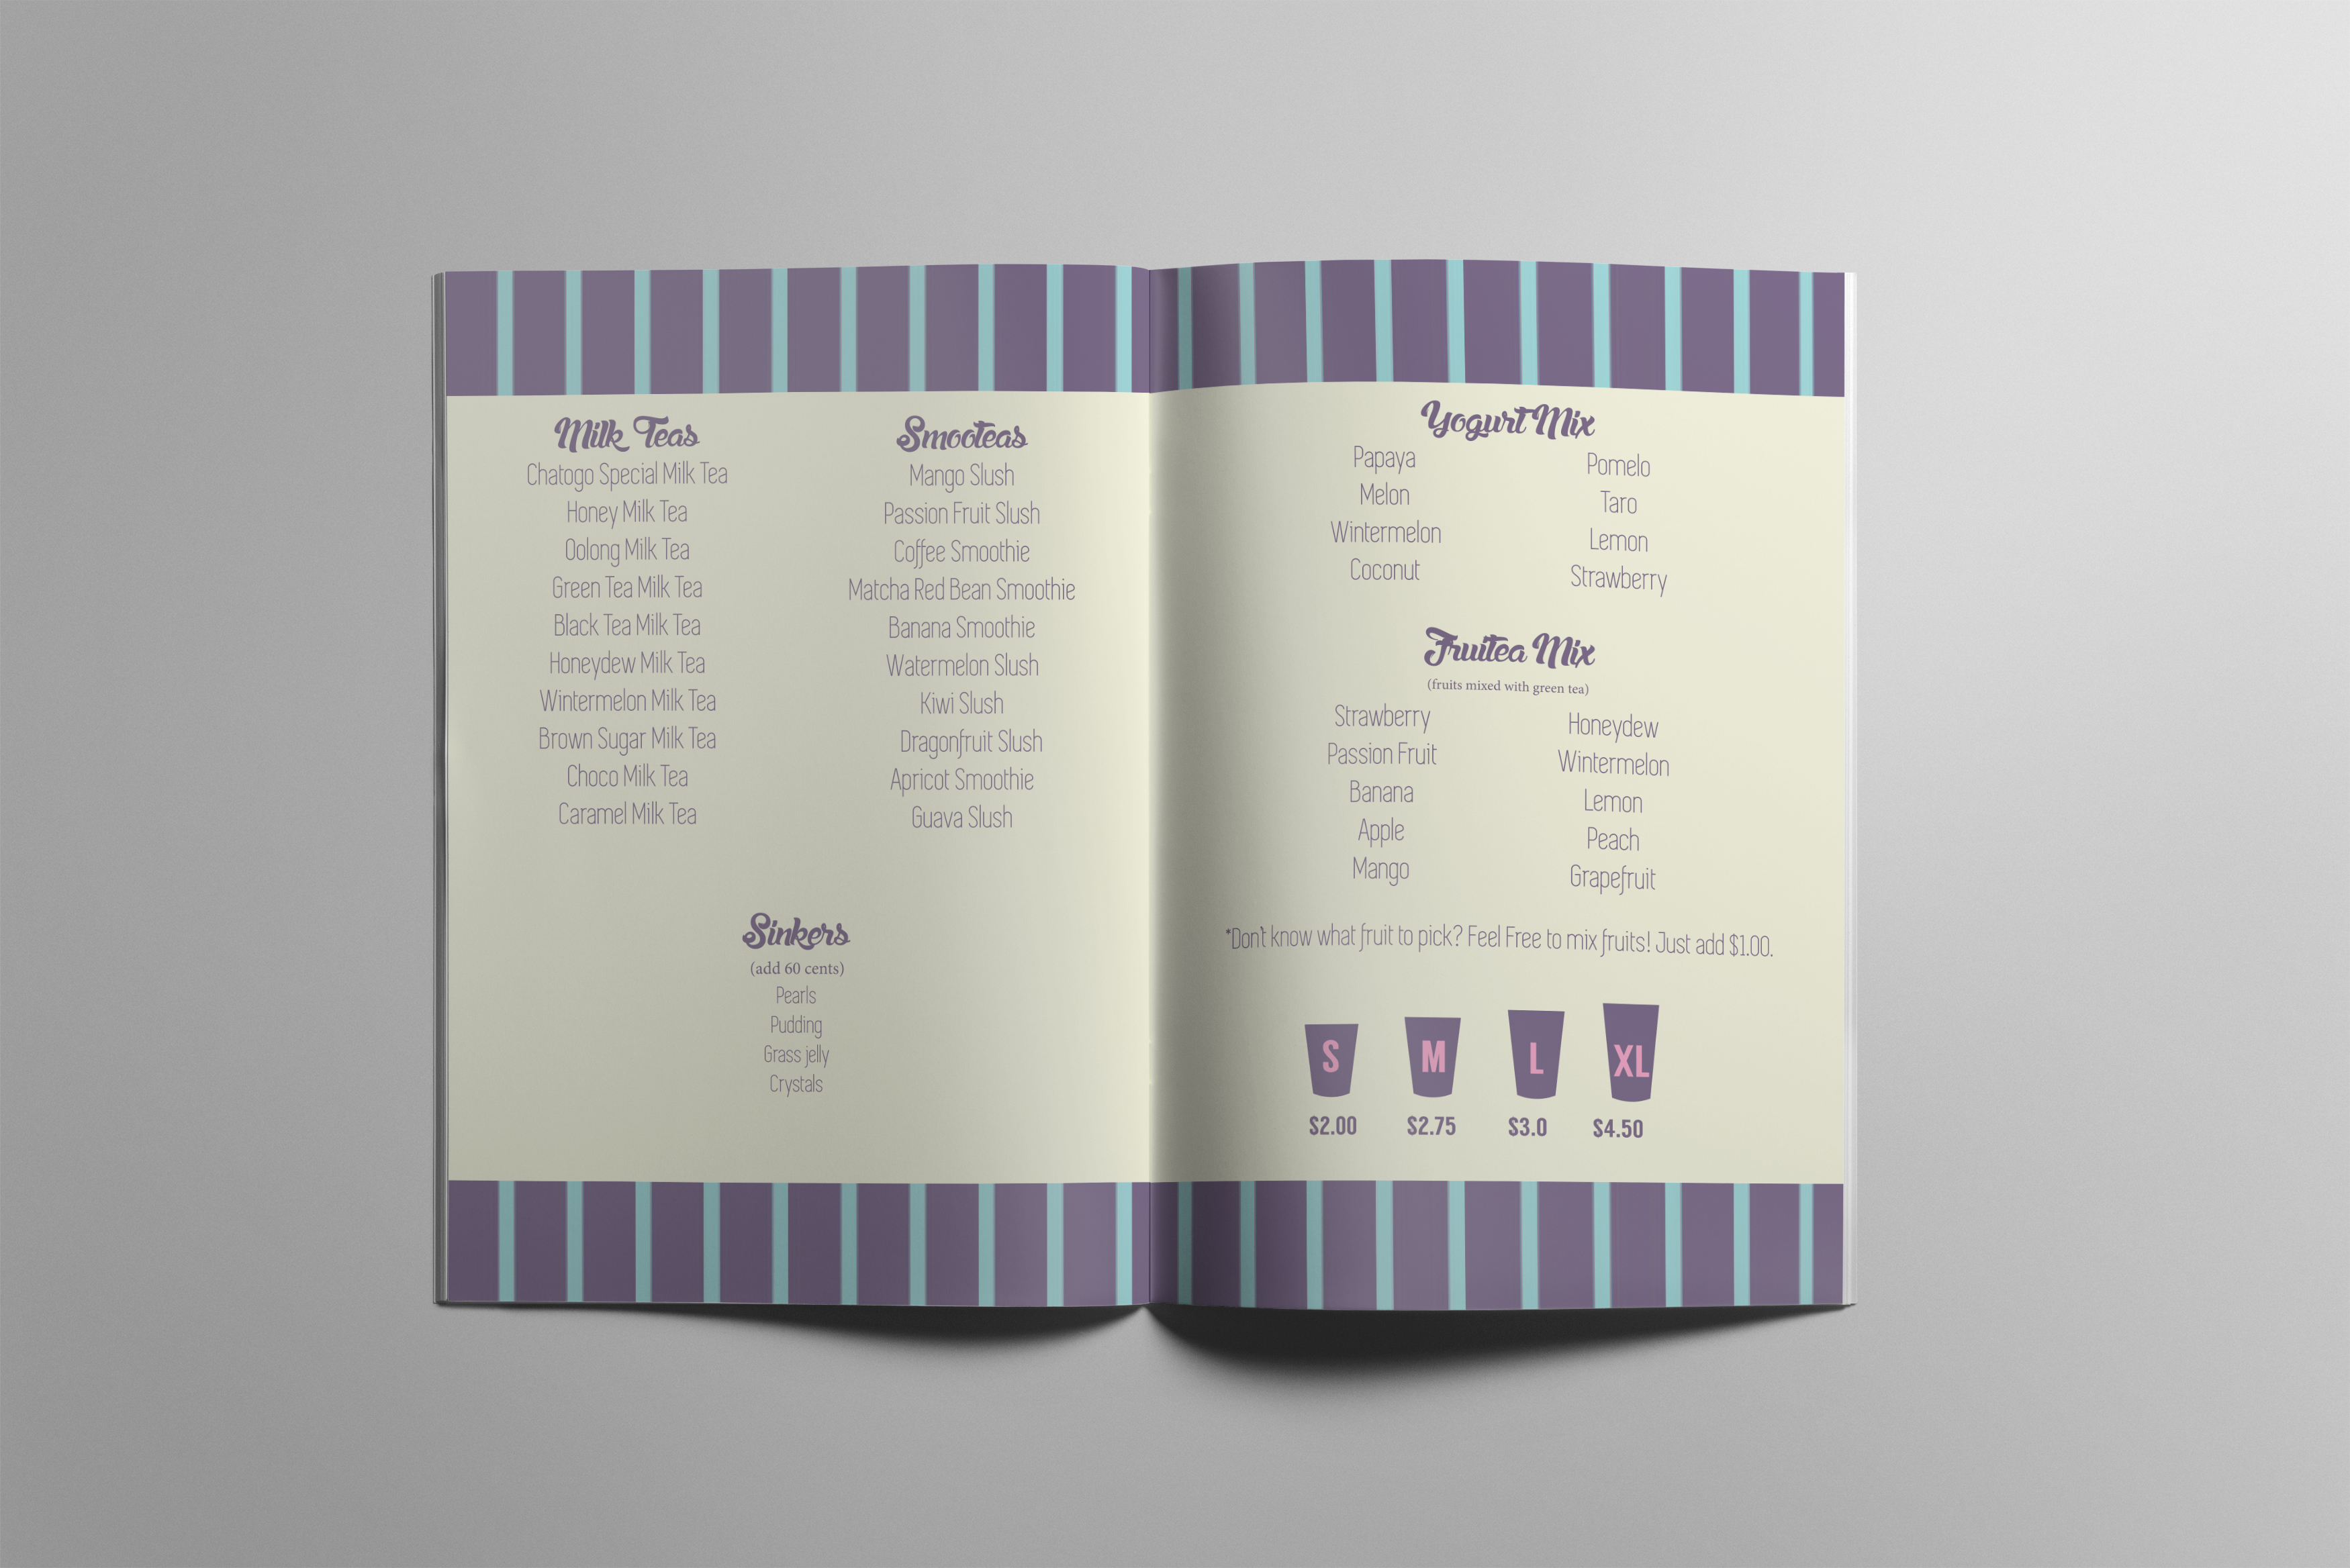 Milk Teas
Chatogo Special Milk Tea
Honey Milk Tea
Oolong Milk Tea
Green Tea Milk Tea
Black Tea Milk Tea
Honeydew Milk Tea
Wintermelon Milk Tea
Brown Sugar Milk Tea
Choco Milk Tea
Caramel Milk Tea
Smooteas
Mango Slush
Passion Fruit Slush
Coffee Smoothie
Matcha Red Bean Smoothie
Banana Smoothie
Watermelon Slush
Kiwi Slush
Dragonfruit Slush
Apricot Smoothie
Guava Slush
Sinkers
(add 60 cents)
Pearls
Pudding
Grass jelly
Crystals
Yogurt Mix
Papaya
Melon
Wintermelon
Coconut
Pomelo
Taro
Lemon
Strawberry
Fruitea Mix
(fruits mixed with green tea)
Strawberry
Passion Fruit
Banana
Apple
Mango
Honeydew
Wintermelon
Lemon
Peach
Grapefruit
*Don't know what fruit to pick? Feel Free to mix fruits! Just add $1.00.
S M L XL
$2.00 $2.75 $3.0 $4.50